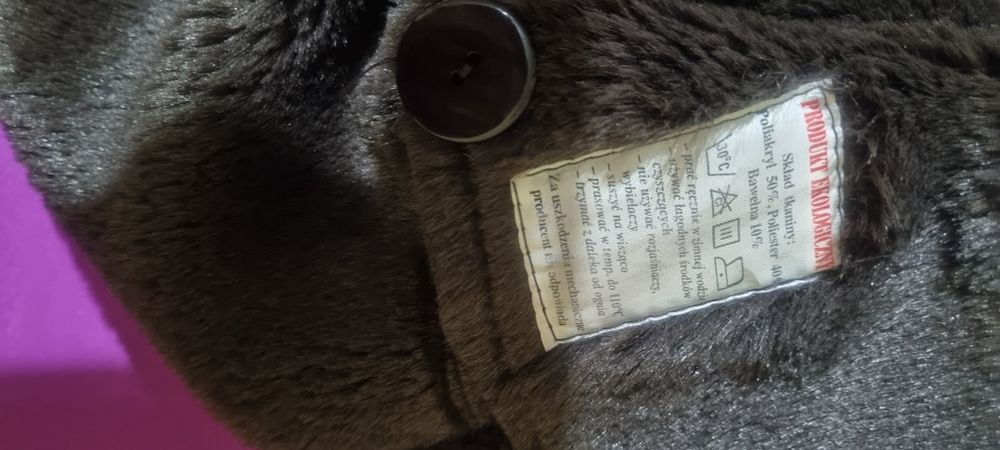 PRODUKT EKOLOGICZNY
Skład tkaniny:
Poliakryl 50%, Poliester 40
Bawełna 10%
30°C
- prać ręcznie w zimnej wodzie
- używać łagodnych środków
czyszczących
- nie używać rozjaśniaczy,
wybielaczy
- suszyć na wisząco
- prasować w temp. do 110°C
- trzymać z daleka od ognia
Za uszkodzenia mechaniczne
producent nie odpowiada